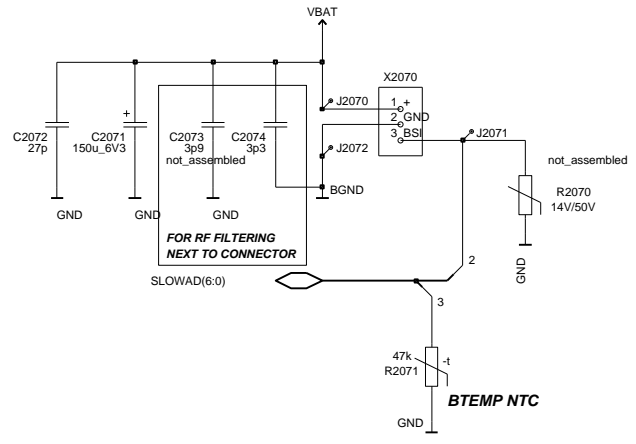 VBAT
X2070
J2070
1 +
2 GND
3 BSI
J2071
J2072
C2072
27p
C2071
150u_6V3
+
C2073
3p9
not_assembled
C2074
3p3
not_assembled
R2070
14V/50V
BGND
GND
GND
GND
GND
FOR RF FILTERING
NEXT TO CONNECTOR
SLOWAD(6:0)
2
3
47k
R2071
-t
BTEMP NTC
GND